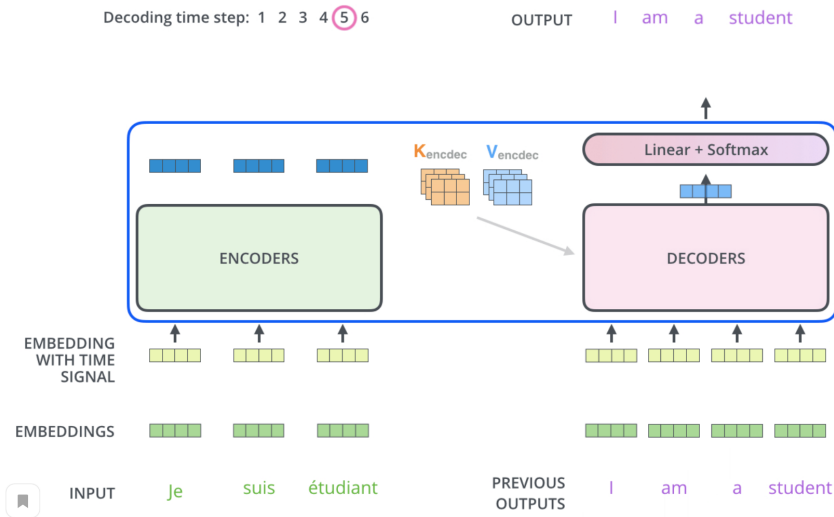 Decoding time step: 1 2 3 4 5 6
OUTPUT
I am a student
Kencdec
Vencdec
Linear + Softmax
ENCODERS
DECODERS
EMBEDDING
WITH TIME
SIGNAL
EMBEDDINGS
INPUT
Je suis étudiant
PREVIOUS
OUTPUTS
I am a student